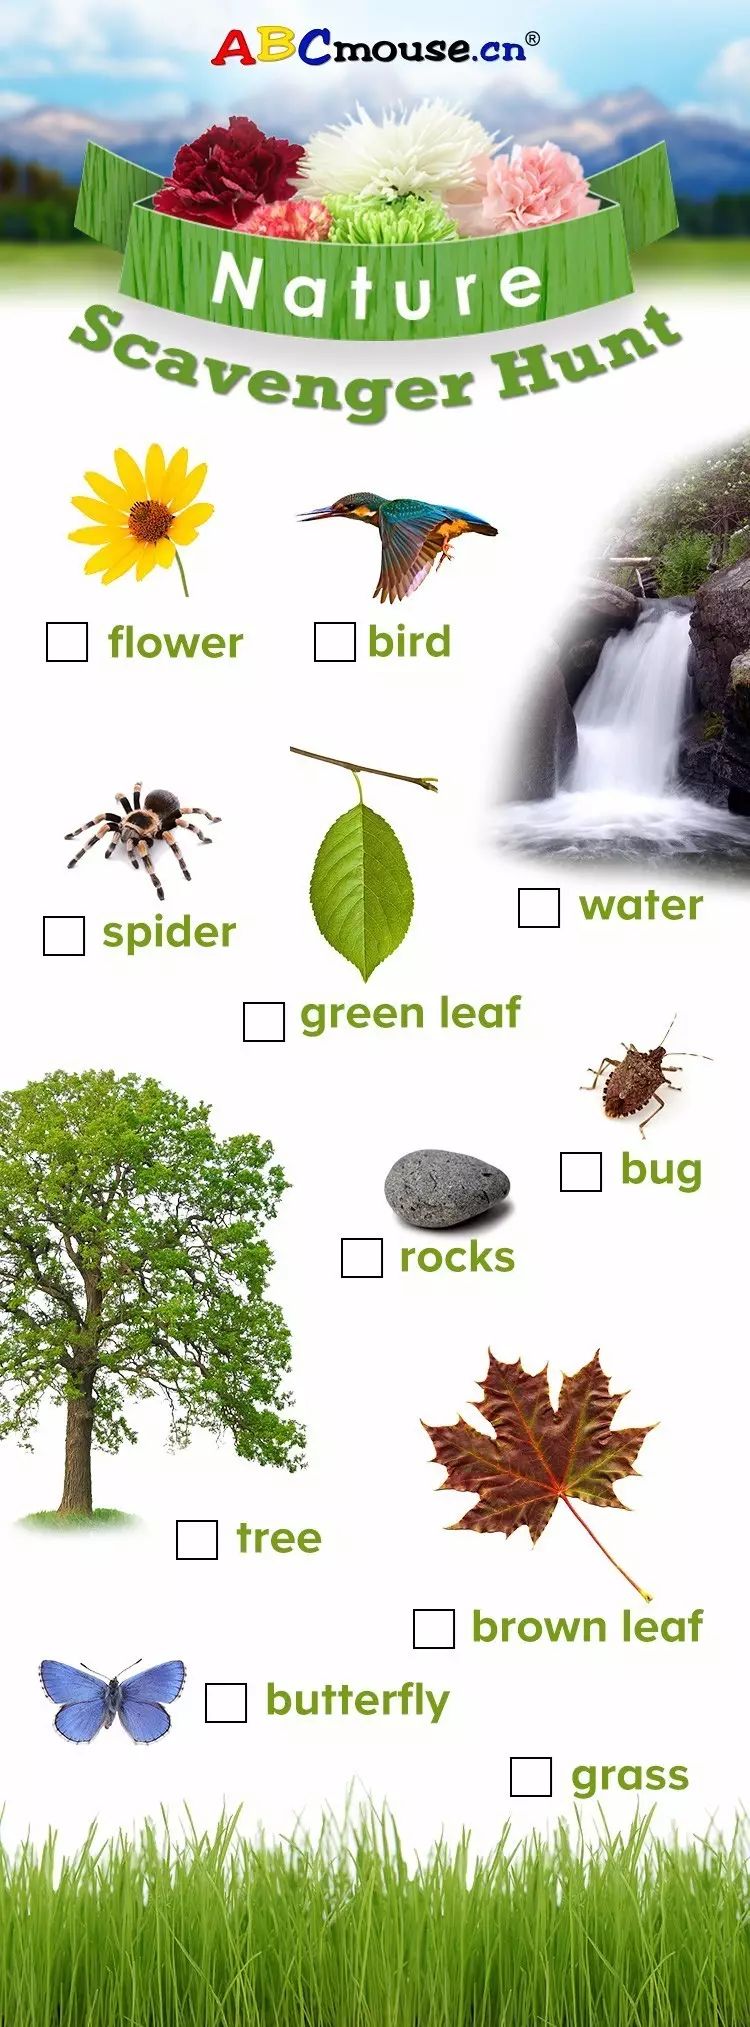 ABCmouse.cn®
Nature
Scavenger Hunt
flower
bird
spider
water
green leaf
bug
rocks
tree
brown leaf
butterfly
grass